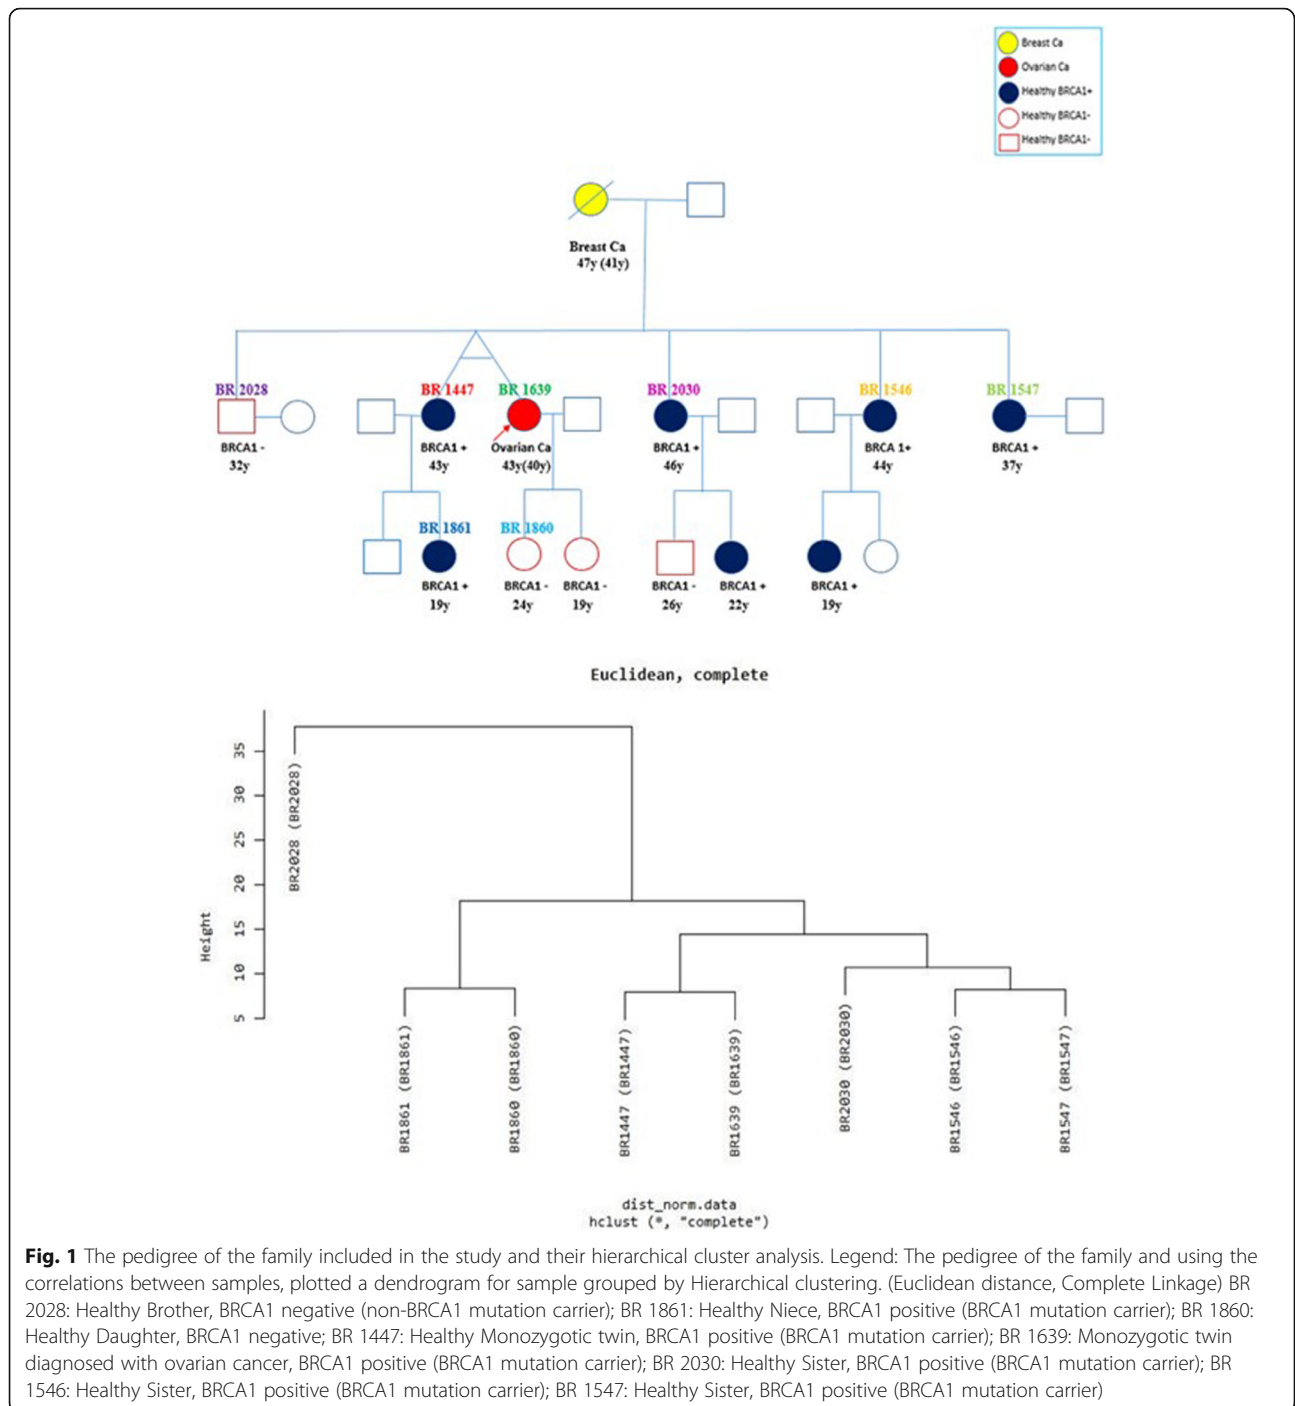 Breast Ca
Ovarian Ca
Healthy BRCA1+
Healthy BRCA1-
Healthy BRCA1-
Breast Ca
47y (41y)
BR 2028
BR 1447
BR 1639
BR 2030
BR 1546
BR 1547
BRCA1 -
32y
BRCA1 +
43y
Ovarian Ca
43y(40y)
BRCA1 +
46y
BRCA 1+
44y
BRCA1 +
37y
BR 1861
BR 1860
BRCA1 +
19y
BRCA1 -
24y
BRCA1 -
19y
BRCA1 -
26y
BRCA1 +
22y
BRCA1 +
19y
Euclidean, complete
Height
35
30
25
20
15
10
5
BR2028 (BR2028)
BR1861 (BR1861)
BR1860 (BR1860)
BR1447 (BR1447)
BR1639 (BR1639)
BR2030 (BR2030)
BR1546 (BR1546)
BR1547 (BR1547)
dist_norm.data
hclust (*, "complete")
Fig. 1 The pedigree of the family included in the study and their hierarchical cluster analysis. Legend: The pedigree of the family and using the
correlations between samples, plotted a dendrogram for sample grouped by Hierarchical clustering. (Euclidean distance, Complete Linkage) BR
2028: Healthy Brother, BRCA1 negative (non-BRCA1 mutation carrier); BR 1861: Healthy Niece, BRCA1 positive (BRCA1 mutation carrier); BR 1860:
Healthy Daughter, BRCA1 negative; BR 1447: Healthy Monozygotic twin, BRCA1 positive (BRCA1 mutation carrier); BR 1639: Monozygotic twin
diagnosed with ovarian cancer, BRCA1 positive (BRCA1 mutation carrier); BR 2030: Healthy Sister, BRCA1 positive (BRCA1 mutation carrier); BR
1546: Healthy Sister, BRCA1 positive (BRCA1 mutation carrier); BR 1547: Healthy Sister, BRCA1 positive (BRCA1 mutation carrier)